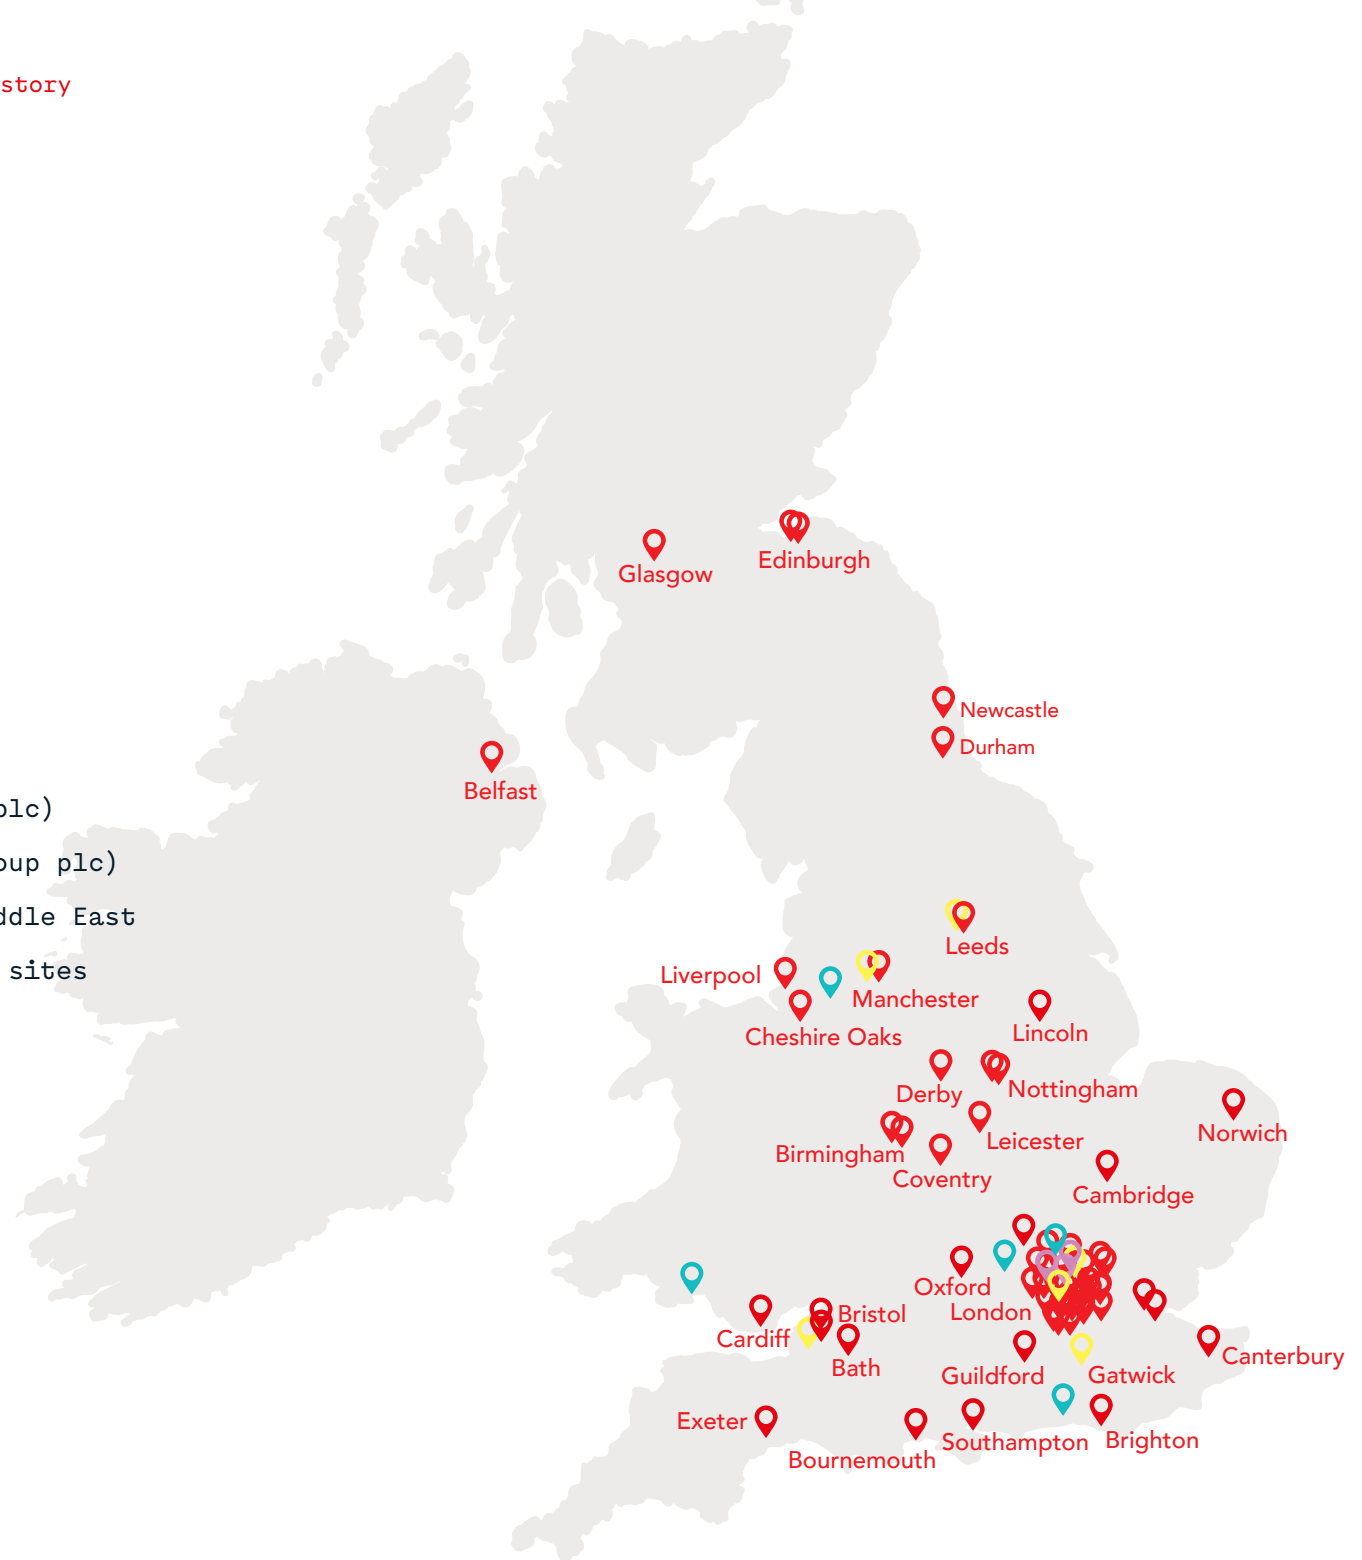 story
Glasgow
Edinburgh
Newcastle
Durham
Belfast
plc)
oup plc)
ddle East
sites
Leeds
Liverpool
Manchester
Cheshire Oaks
Lincoln
Derby
Nottingham
Norwich
Birmingham
Leicester
Coventry
Cambridge
Oxford
London
Bristol
Cardiff
Bath
Guildford
Gatwick
Canterbury
Exeter
Southampton
Brighton
Bournemouth